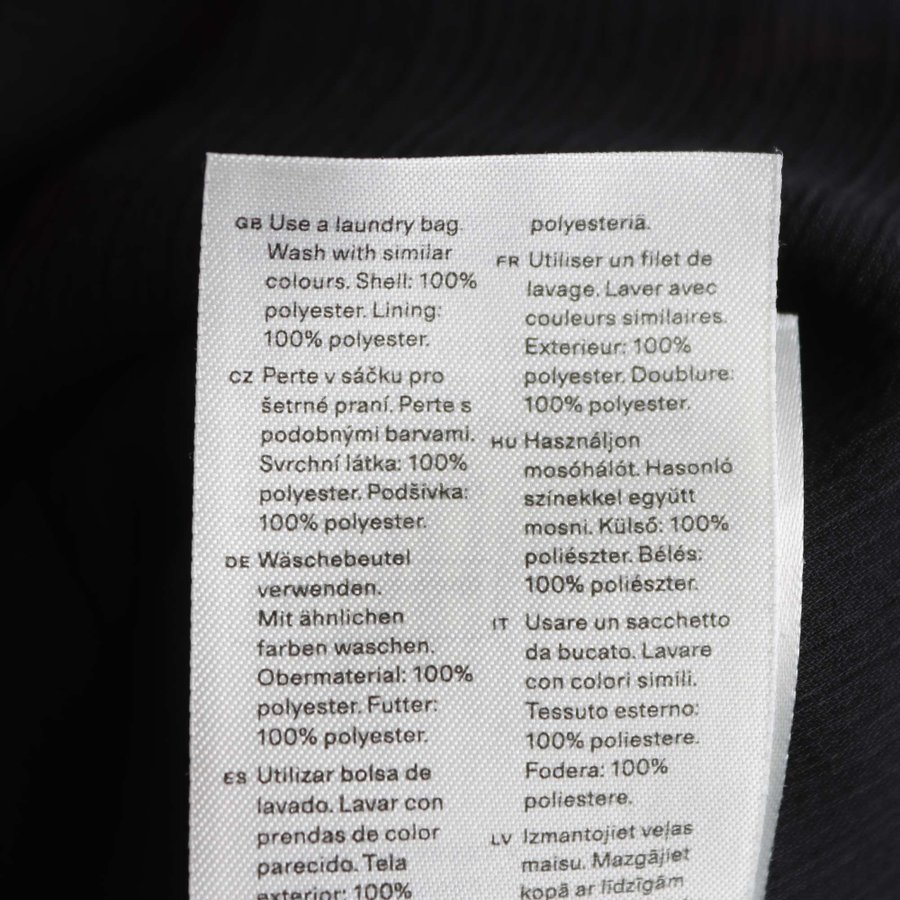 GB Use a laundry bag.
Wash with similar
colours. Shell: 100%
polyester. Lining:
100% polyester.
CZ Perte v sáčku pro
šetrné praní. Perte s
podobnými barvami.
Svrchní látka: 100%
polyester. Podšívka:
100% polyester.
DE Wäschebeutel
verwenden.
Mit ähnlichen
farben waschen.
Obermaterial: 100%
polyester. Futter:
100% polyester.
ES Utilizar bolsa de
lavado. Lavar con
prendas de color
parecido. Tela
exterior: 100%
polyesteriä.
FR Utiliser un filet de
lavage. Laver avec
couleurs similaires.
Exterieur: 100%
polyester. Doublure:
100% polyester.
HU Használjon
mosóhálót. Hasonló
színekkel együtt
mosni. Külső: 100%
poliészter. Bélés:
100% poliészter.
IT Usare un sacchetto
da bucato. Lavare
con colori simili.
Tessuto esterno:
100% poliestere.
Fodera: 100%
poliestere.
LV Izmantojiet veļas
maisu. Mazgājiet
kopā ar līdzīgām